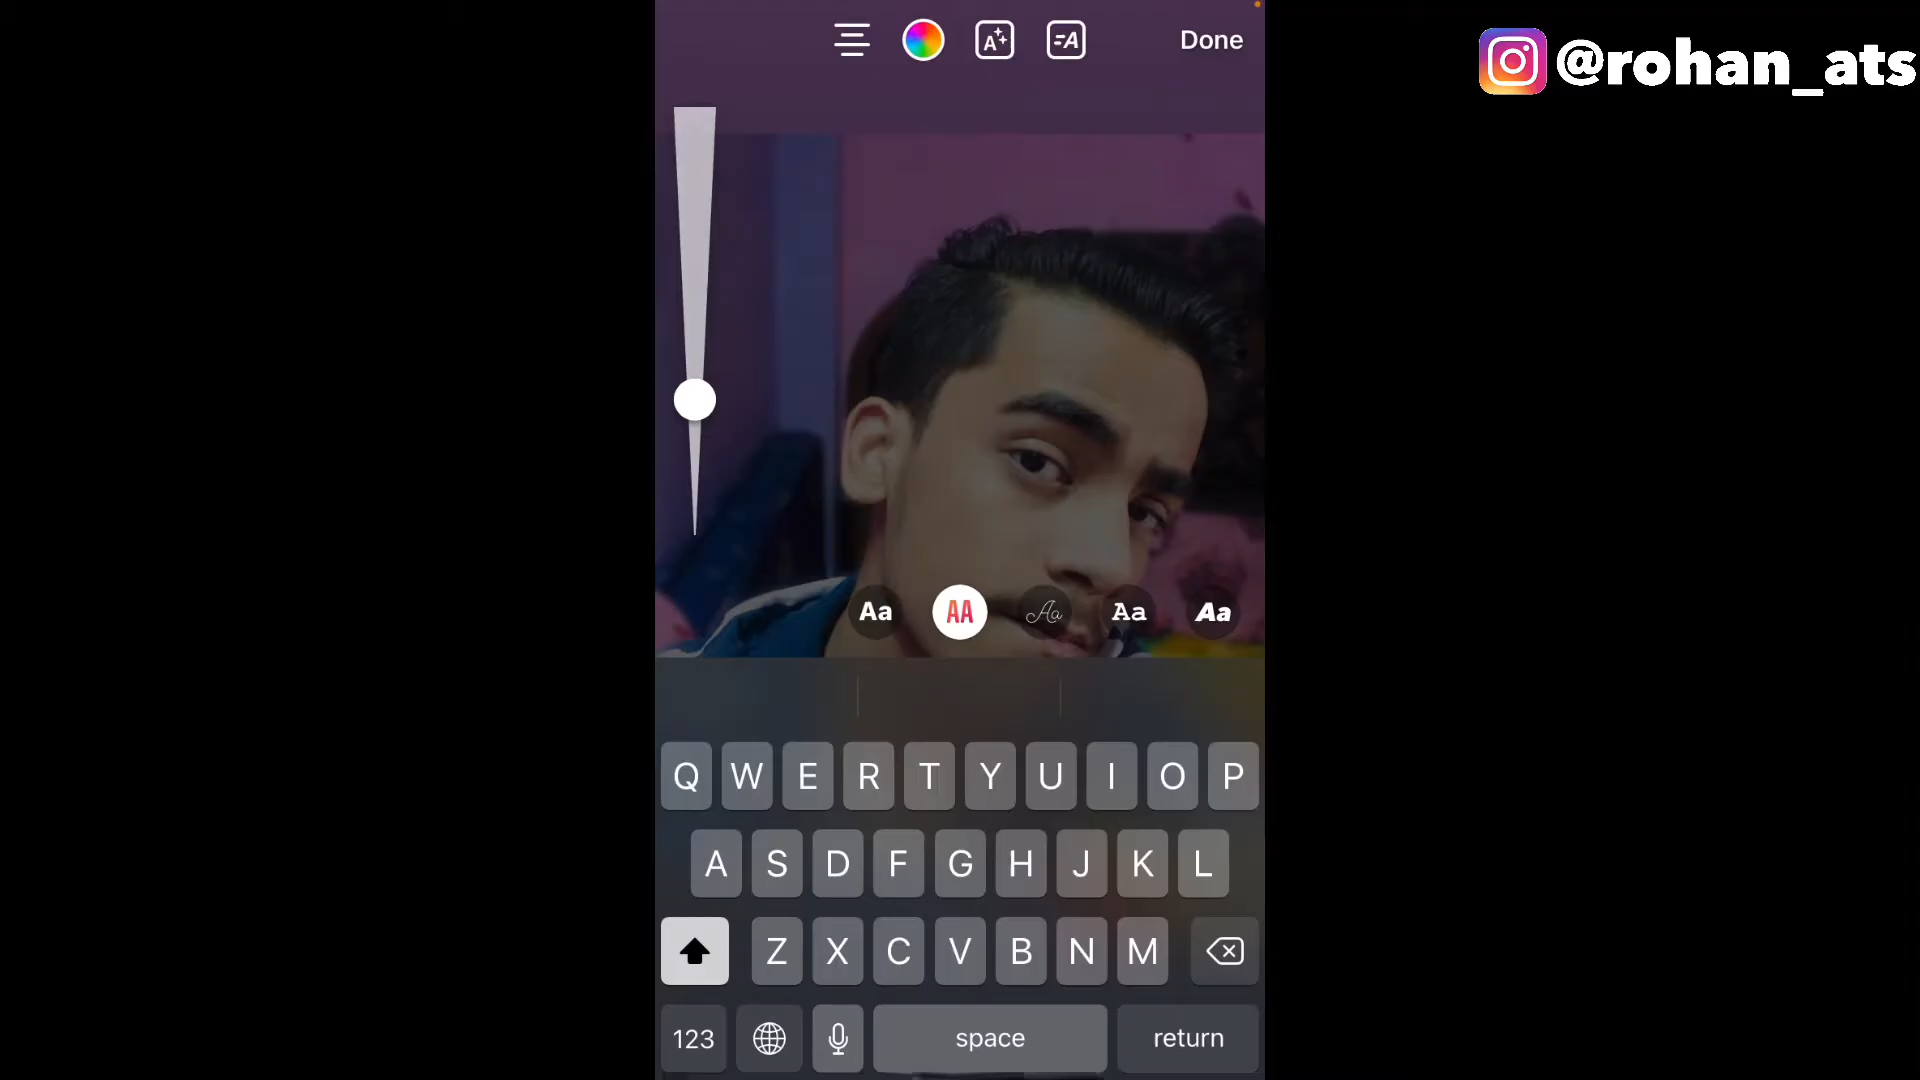 Done
@rohan_ats
Aa AA Aa Aa Aa
Q W E R T Y U I O P
A S D F G H J K L
Z X C V B N M
123 space return